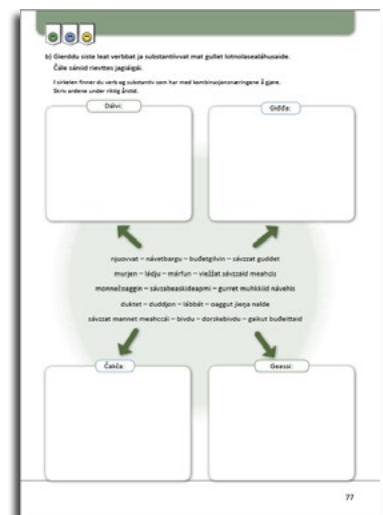 b) Gierddu siste leat verbbat ja substantiivvat mat gullet lotnolasealáhusaide.
Čále sániid rievttes jagiáigái.
I sirkelen finner du verb og substantiv som har med kombinasjonsnæringene å gjøre.
Skriv ordene under riktig årstid.
Dálvi:
Giđđa:
njuovvat – návetbargu – buđetgilvin – sávzzat guddet
murjen – ládju – márfun – viežžat sávzzaid meahcis
monnečoaggin – sávzabeaskideapmi – gurret muhkkiid návehis
duktet – duddjon – lábbát – oaggut jieŋa nalde
sávzzat mannet meahccái – bivdu – dorskebivdu – gaikut buđeittaid
Čakča:
Geassi:
77